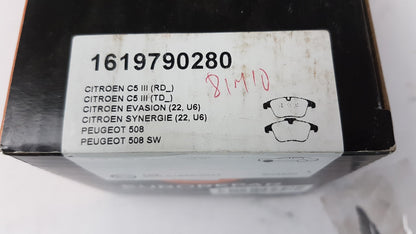 1619790280
CITROEN C5 III (RD_)
CITROEN C5 III (TD_)
CITROEN EVASION (22, U6)
CITROEN SYNERGIE (22, U6)
PEUGEOT 508
PEUGEOT 508 SW
EUROREPAR